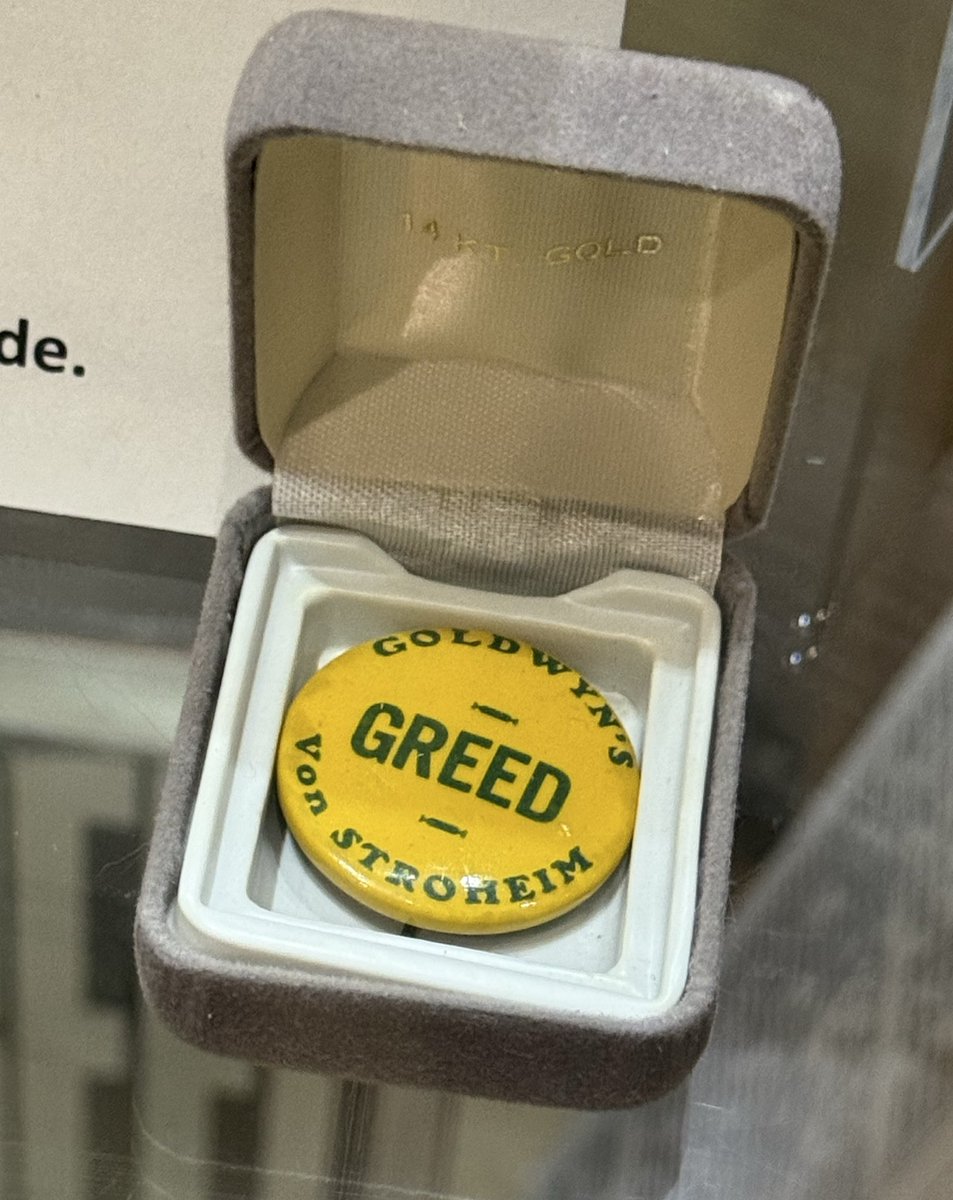 de.
14 KT GOLD
GOLDWYN'S
GREED
Von STROHEIM